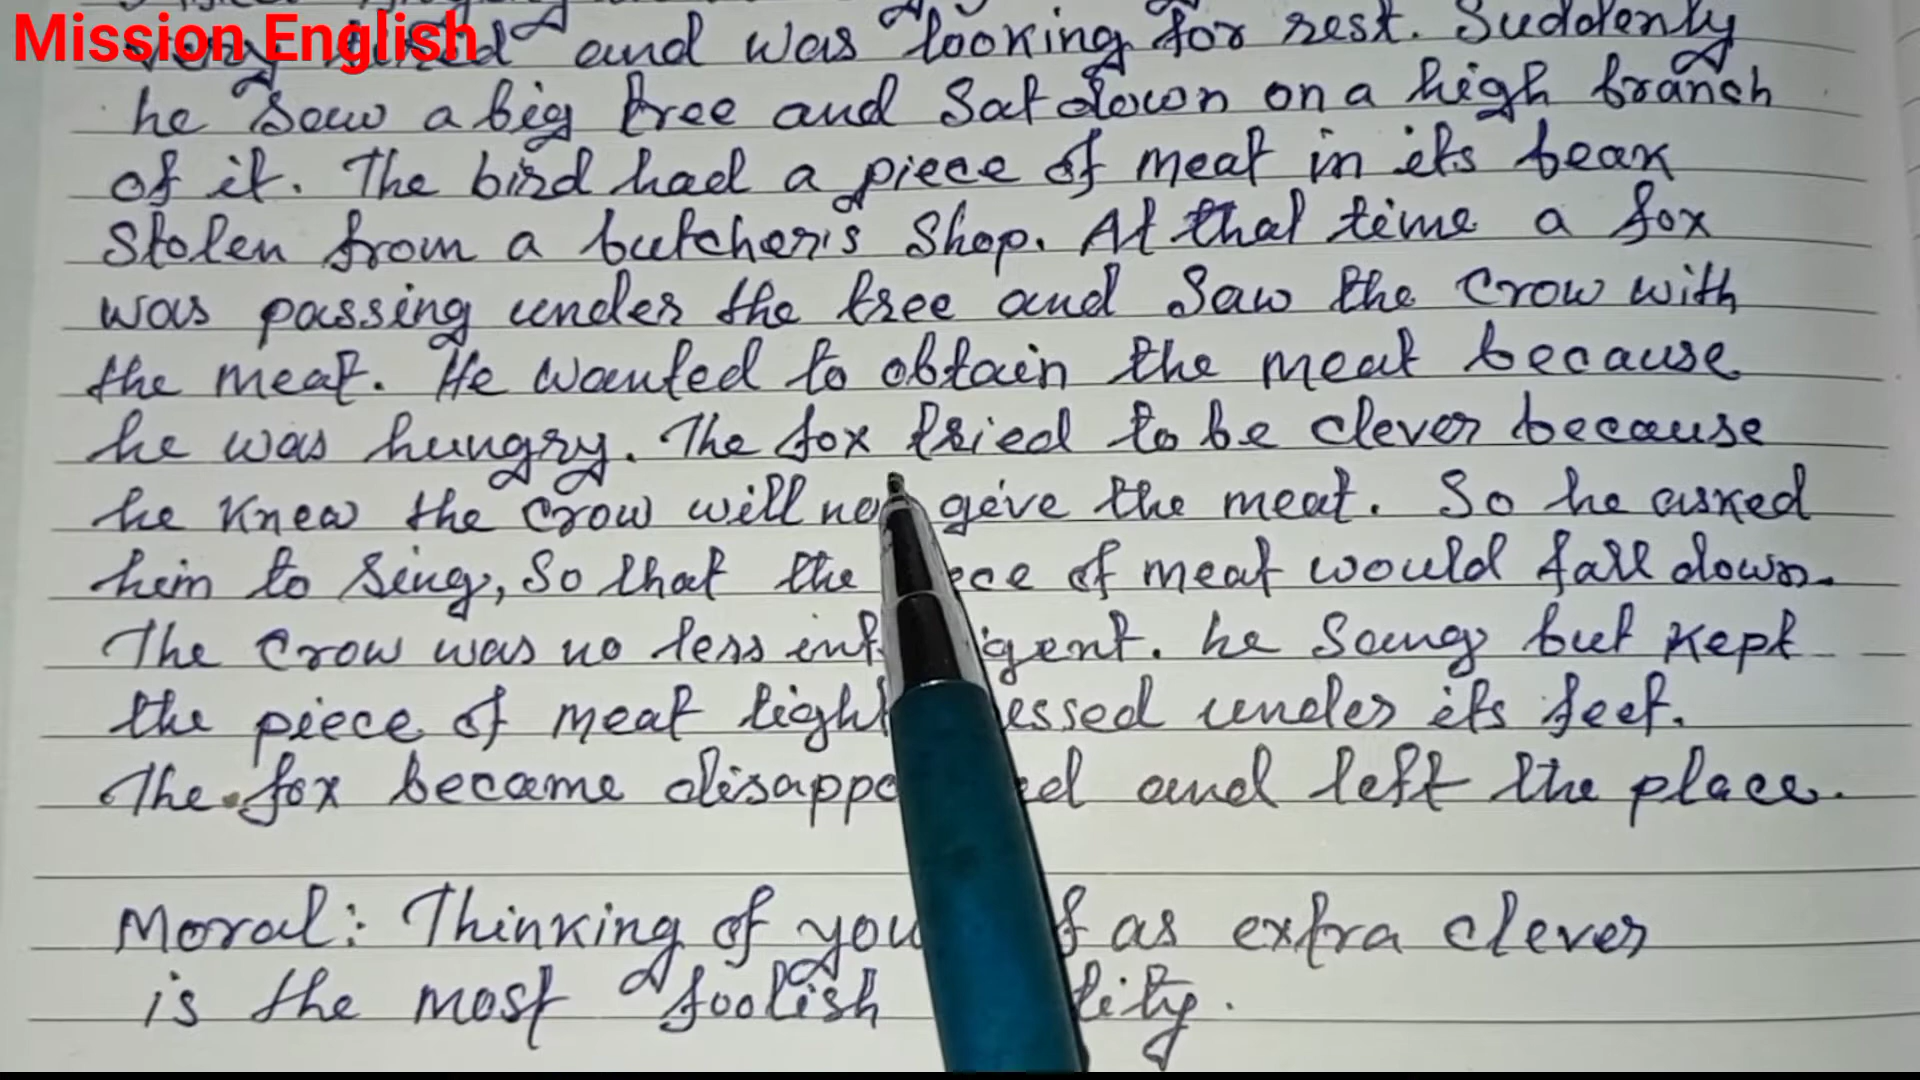 Mission English
and was looking for rest. Suddenly
he saw a big tree and sat down on a high branch
of it. The bird had a piece of meat in its beak
stolen from a butcher's shop. At that time a fox
was passing under the tree and saw the crow with
the meat. He wanted to obtain the meat because
he was hungry. The fox tried to be clever because
he knew the crow will not give the meat. So he asked
him to sing, so that the of meat would fall down.
The crow was no less he sang but kept
the piece of meat under its feet.
The fox became and left the place.
Moral: Thinking of as extra clever
is the most foolish